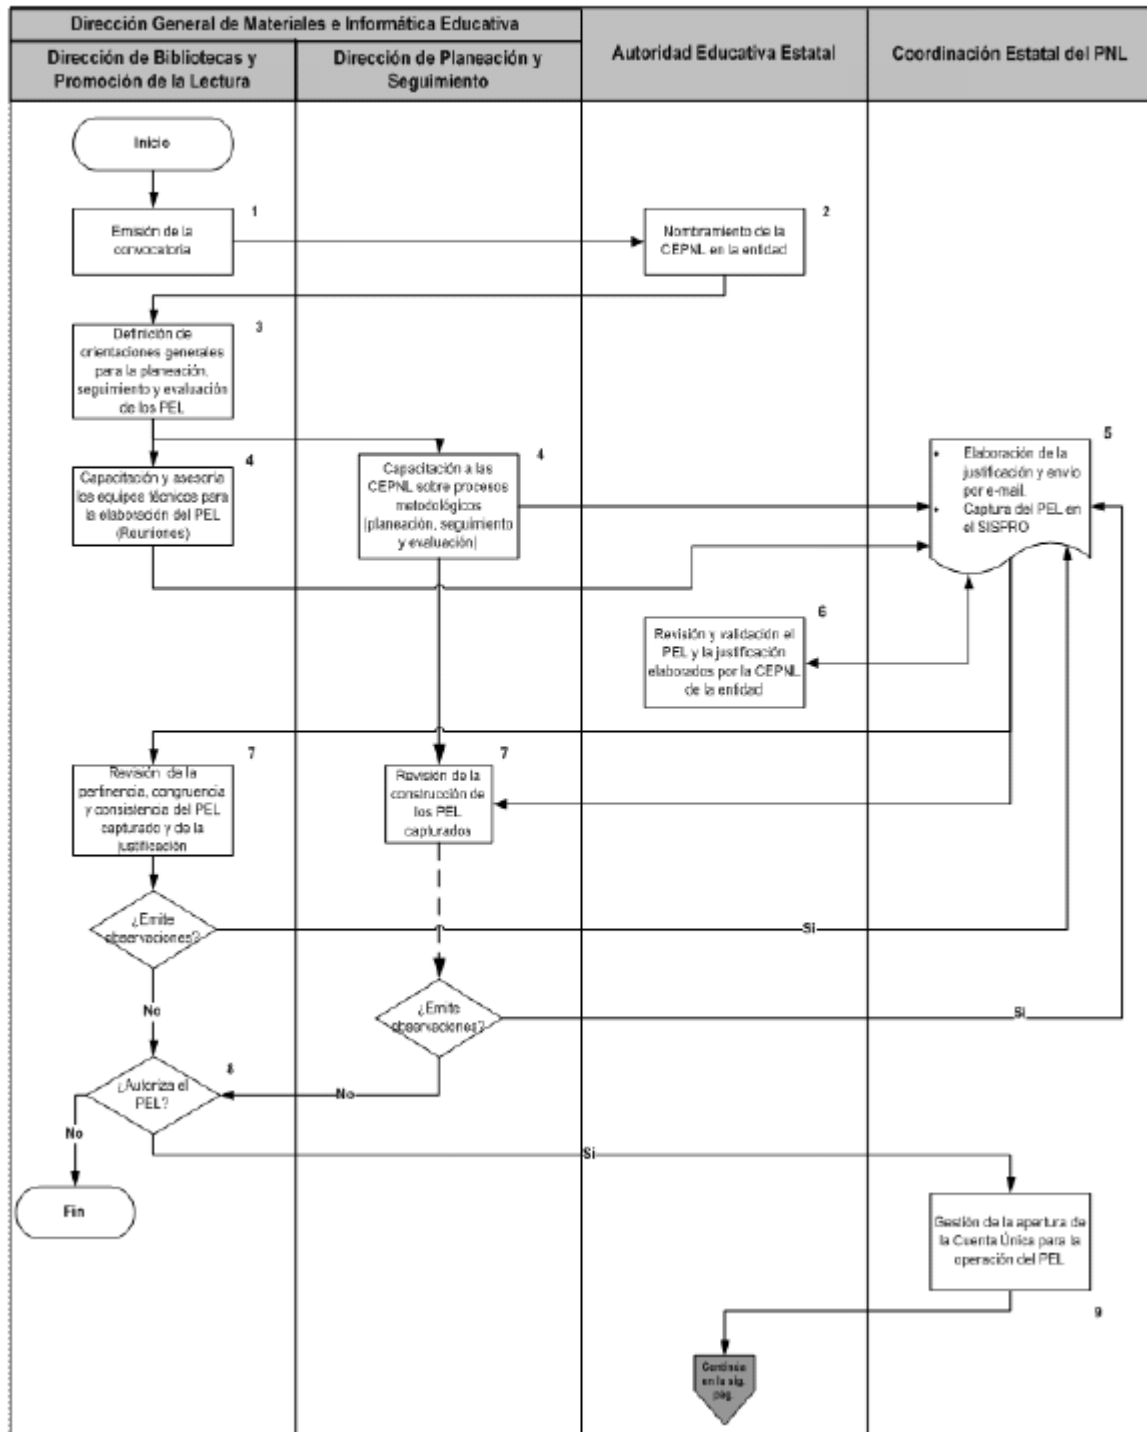 Dirección General de Materiales e Informática Educativa
Dirección de Bibliotecas y
Promoción de la Lectura
Dirección de Planeación y
Seguimiento
Autoridad Educativa Estatal
Coordinación Estatal del PNL
Inicio
1
Emisión de la
convocatoria
2
Nombramiento de la
CEPNL en la entidad
3
Definición de
orientaciones generales
para la planeación,
seguimiento y evaluación
de los PEL
4
Capacitación y asesoría
los equipos técnicos para
la elaboración del PEL
(Reuniones)
4
Capacitación a las
CEPNL sobre procesos
metodológicos
(planeación, seguimiento
y evaluación)
5
• Elaboración de la
justificación y envío
por e-mail.
• Captura del PEL en
el SISPRO
6
Revisión y validación el
PEL y la justificación
elaborados por la CEPNL
de la entidad
7
Revisión de la
pertinencia, congruencia
y consistencia del PEL
capturado y de la
justificación
7
Revisión de la
construcción de
los PEL
capturados
¿Emite
observaciones?
Si
No
¿Emite
observaciones?
Si
8
¿Autoriza el
PEL?
No
No
Si
Fin
Gestión de la apertura de
la Cuenta Única para la
operación del PEL
9
Continúa
en la sig.
pag.